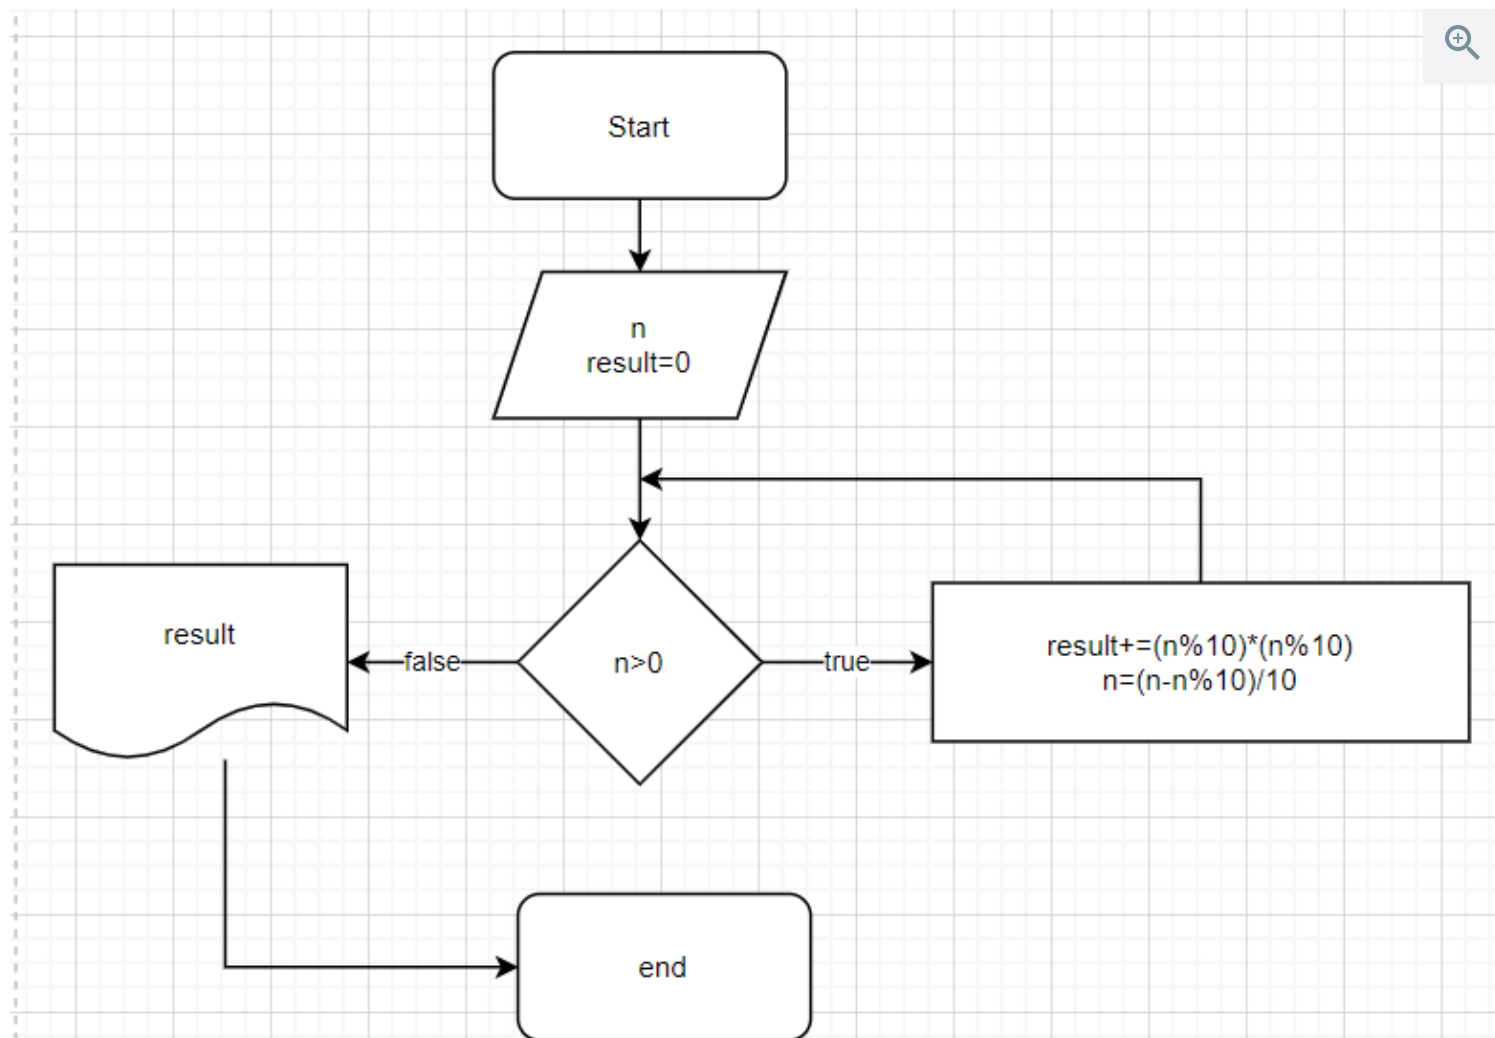 Start
n
result=0
n>0
true
result+=(n%10)*(n%10)
n=(n-n%10)/10
false
result
end